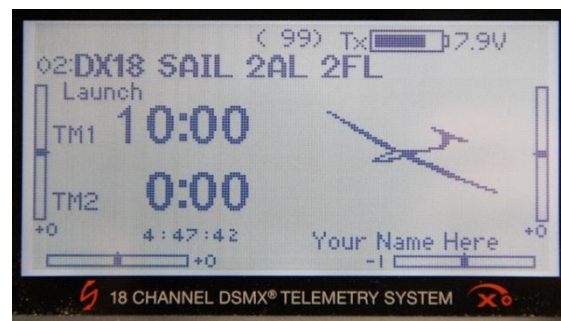 ( 99) Tx 7.9V
02:DX18 SAIL 2AL 2FL
Launch
TM1 10:00
TM2 0:00
+0 4:47:42 Your Name Here +0
+0 -1
18 CHANNEL DSMX® TELEMETRY SYSTEM